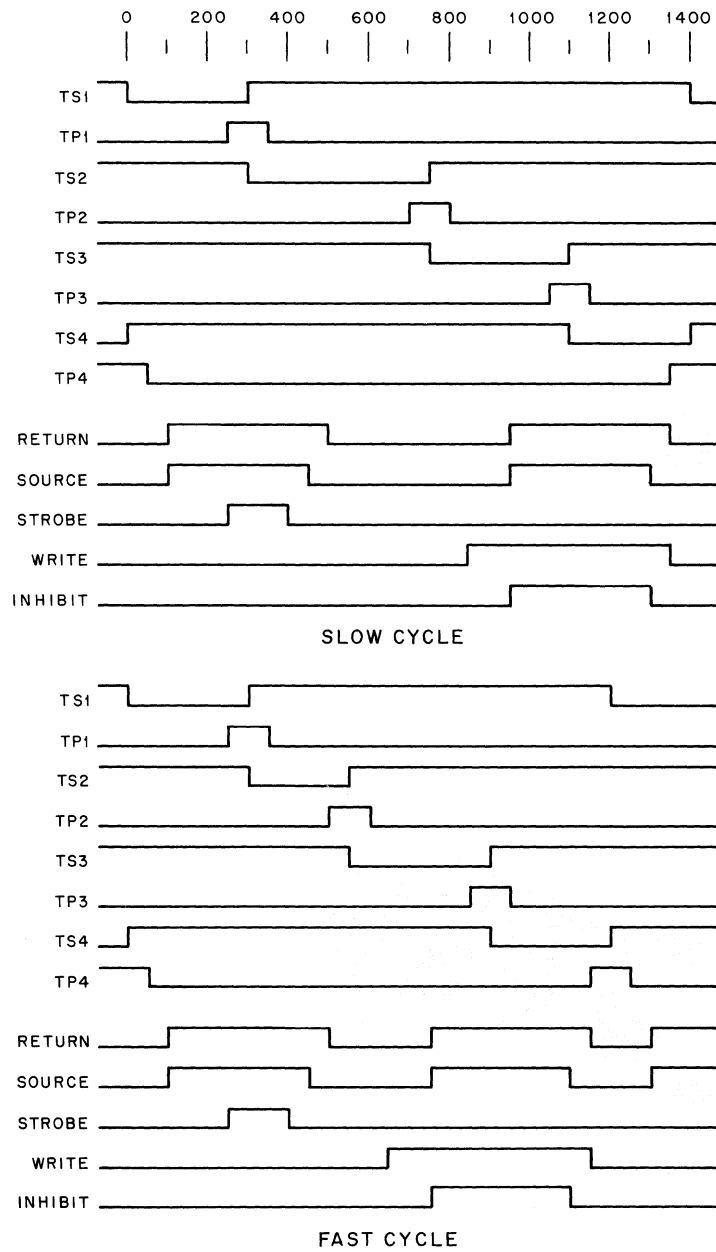 0 200 400 600 800 1000 1200 1400
TS1
TP1
TS2
TP2
TS3
TP3
TS4
TP4
RETURN
SOURCE
STROBE
WRITE
INHIBIT
SLOW CYCLE
TS1
TP1
TS2
TP2
TS3
TP3
TS4
TP4
RETURN
SOURCE
STROBE
WRITE
INHIBIT
FAST CYCLE